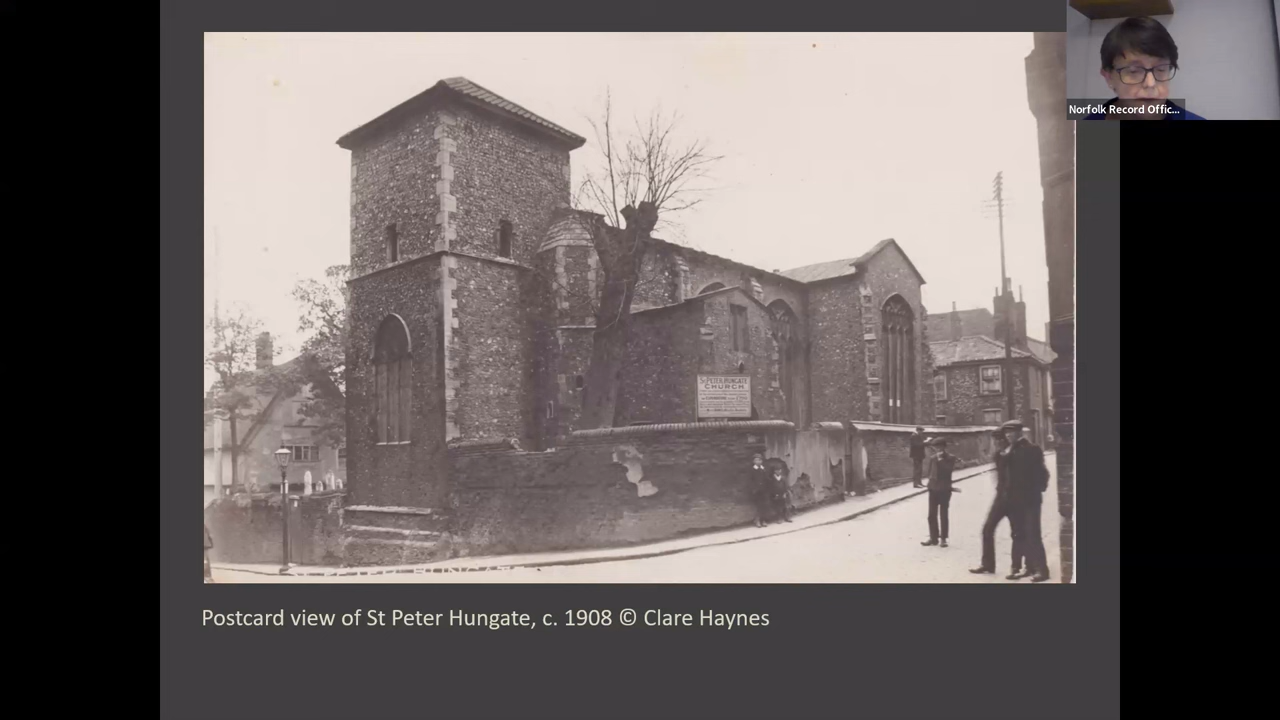 Norfolk Record Offic...
St PETER HUNGATE
CHURCH
Postcard view of St Peter Hungate, c. 1908 © Clare Haynes